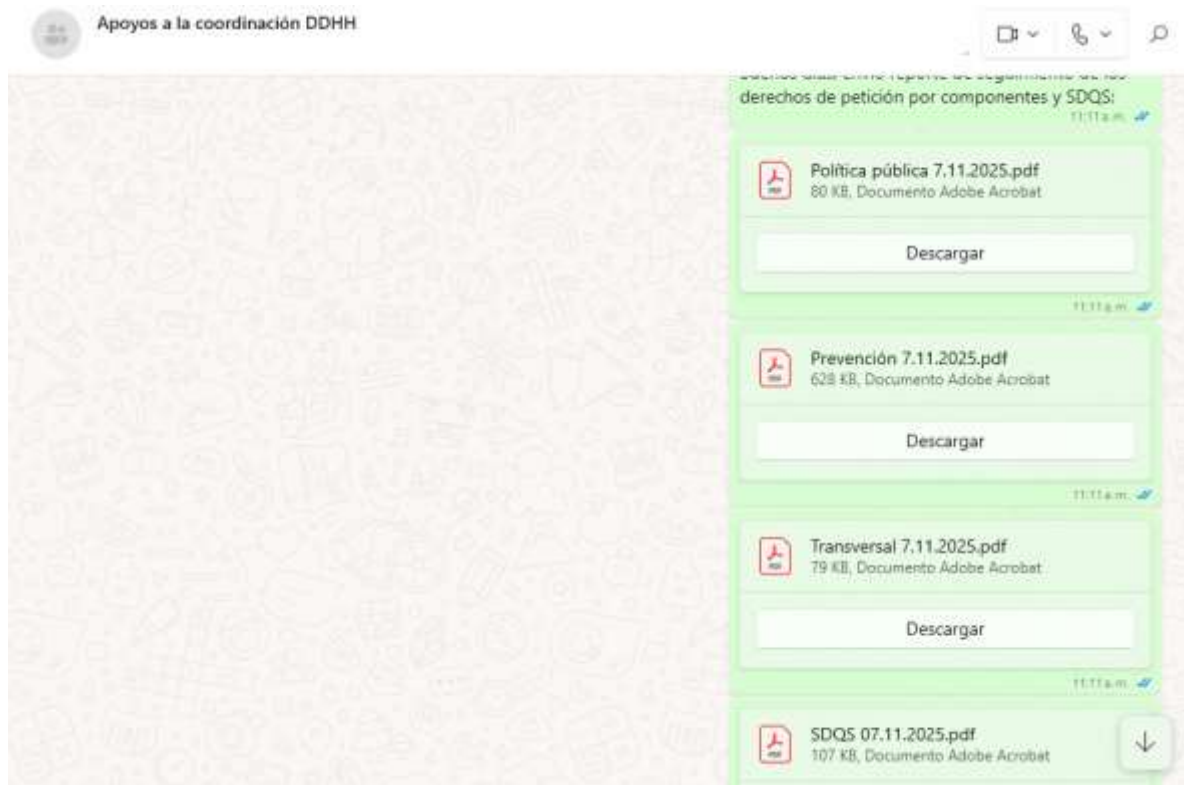 Apoyos a la coordinación DDHH
derechos de petición por componentes y SDQS:
11:11 a.m.
Política pública 7.11.2025.pdf
80 KB, Documento Adobe Acrobat
Descargar
11:11 a.m.
Prevención 7.11.2025.pdf
628 KB, Documento Adobe Acrobat
Descargar
11:11 a.m.
Transversal 7.11.2025.pdf
79 KB, Documento Adobe Acrobat
Descargar
11:11 a.m.
SDQS 07.11.2025.pdf
107 KB, Documento Adobe Acrobat